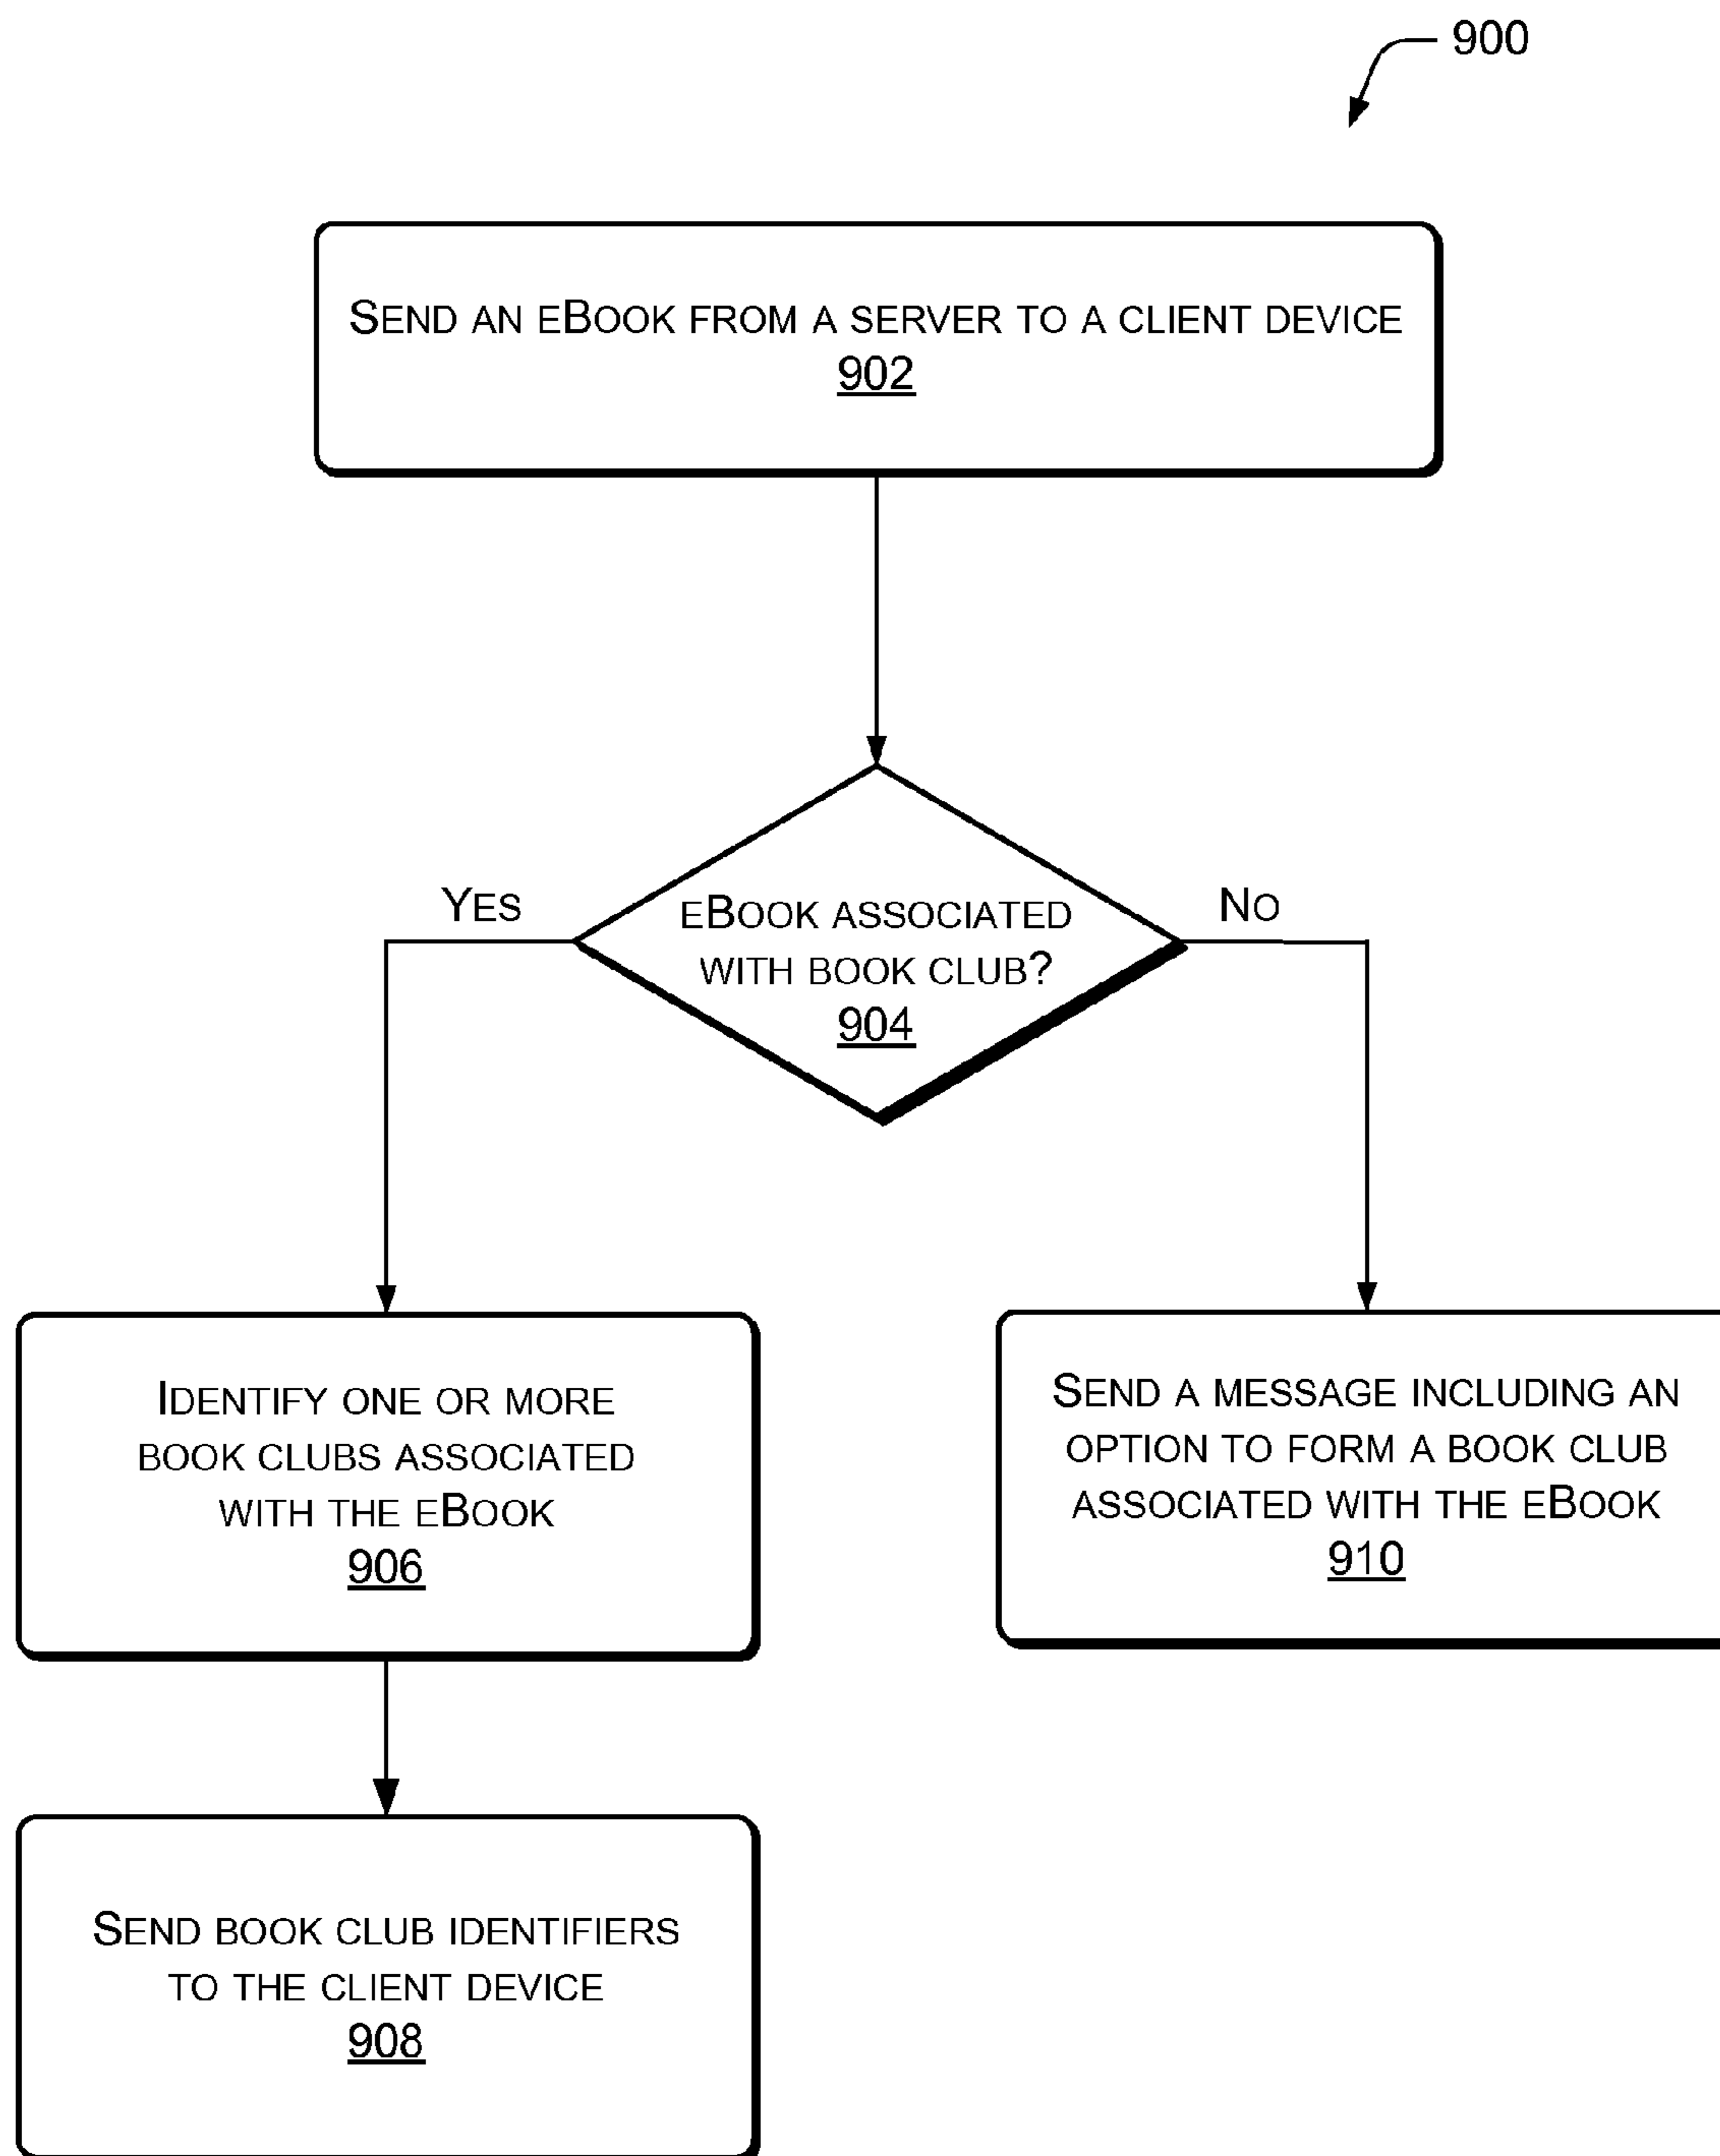 900
SEND AN EBOOK FROM A SERVER TO A CLIENT DEVICE
902
YES
EBOOK ASSOCIATED
WITH BOOK CLUB?
904
NO
IDENTIFY ONE OR MORE
BOOK CLUBS ASSOCIATED
WITH THE EBOOK
906
SEND A MESSAGE INCLUDING AN
OPTION TO FORM A BOOK CLUB
ASSOCIATED WITH THE EBOOK
910
SEND BOOK CLUB IDENTIFIERS
TO THE CLIENT DEVICE
908